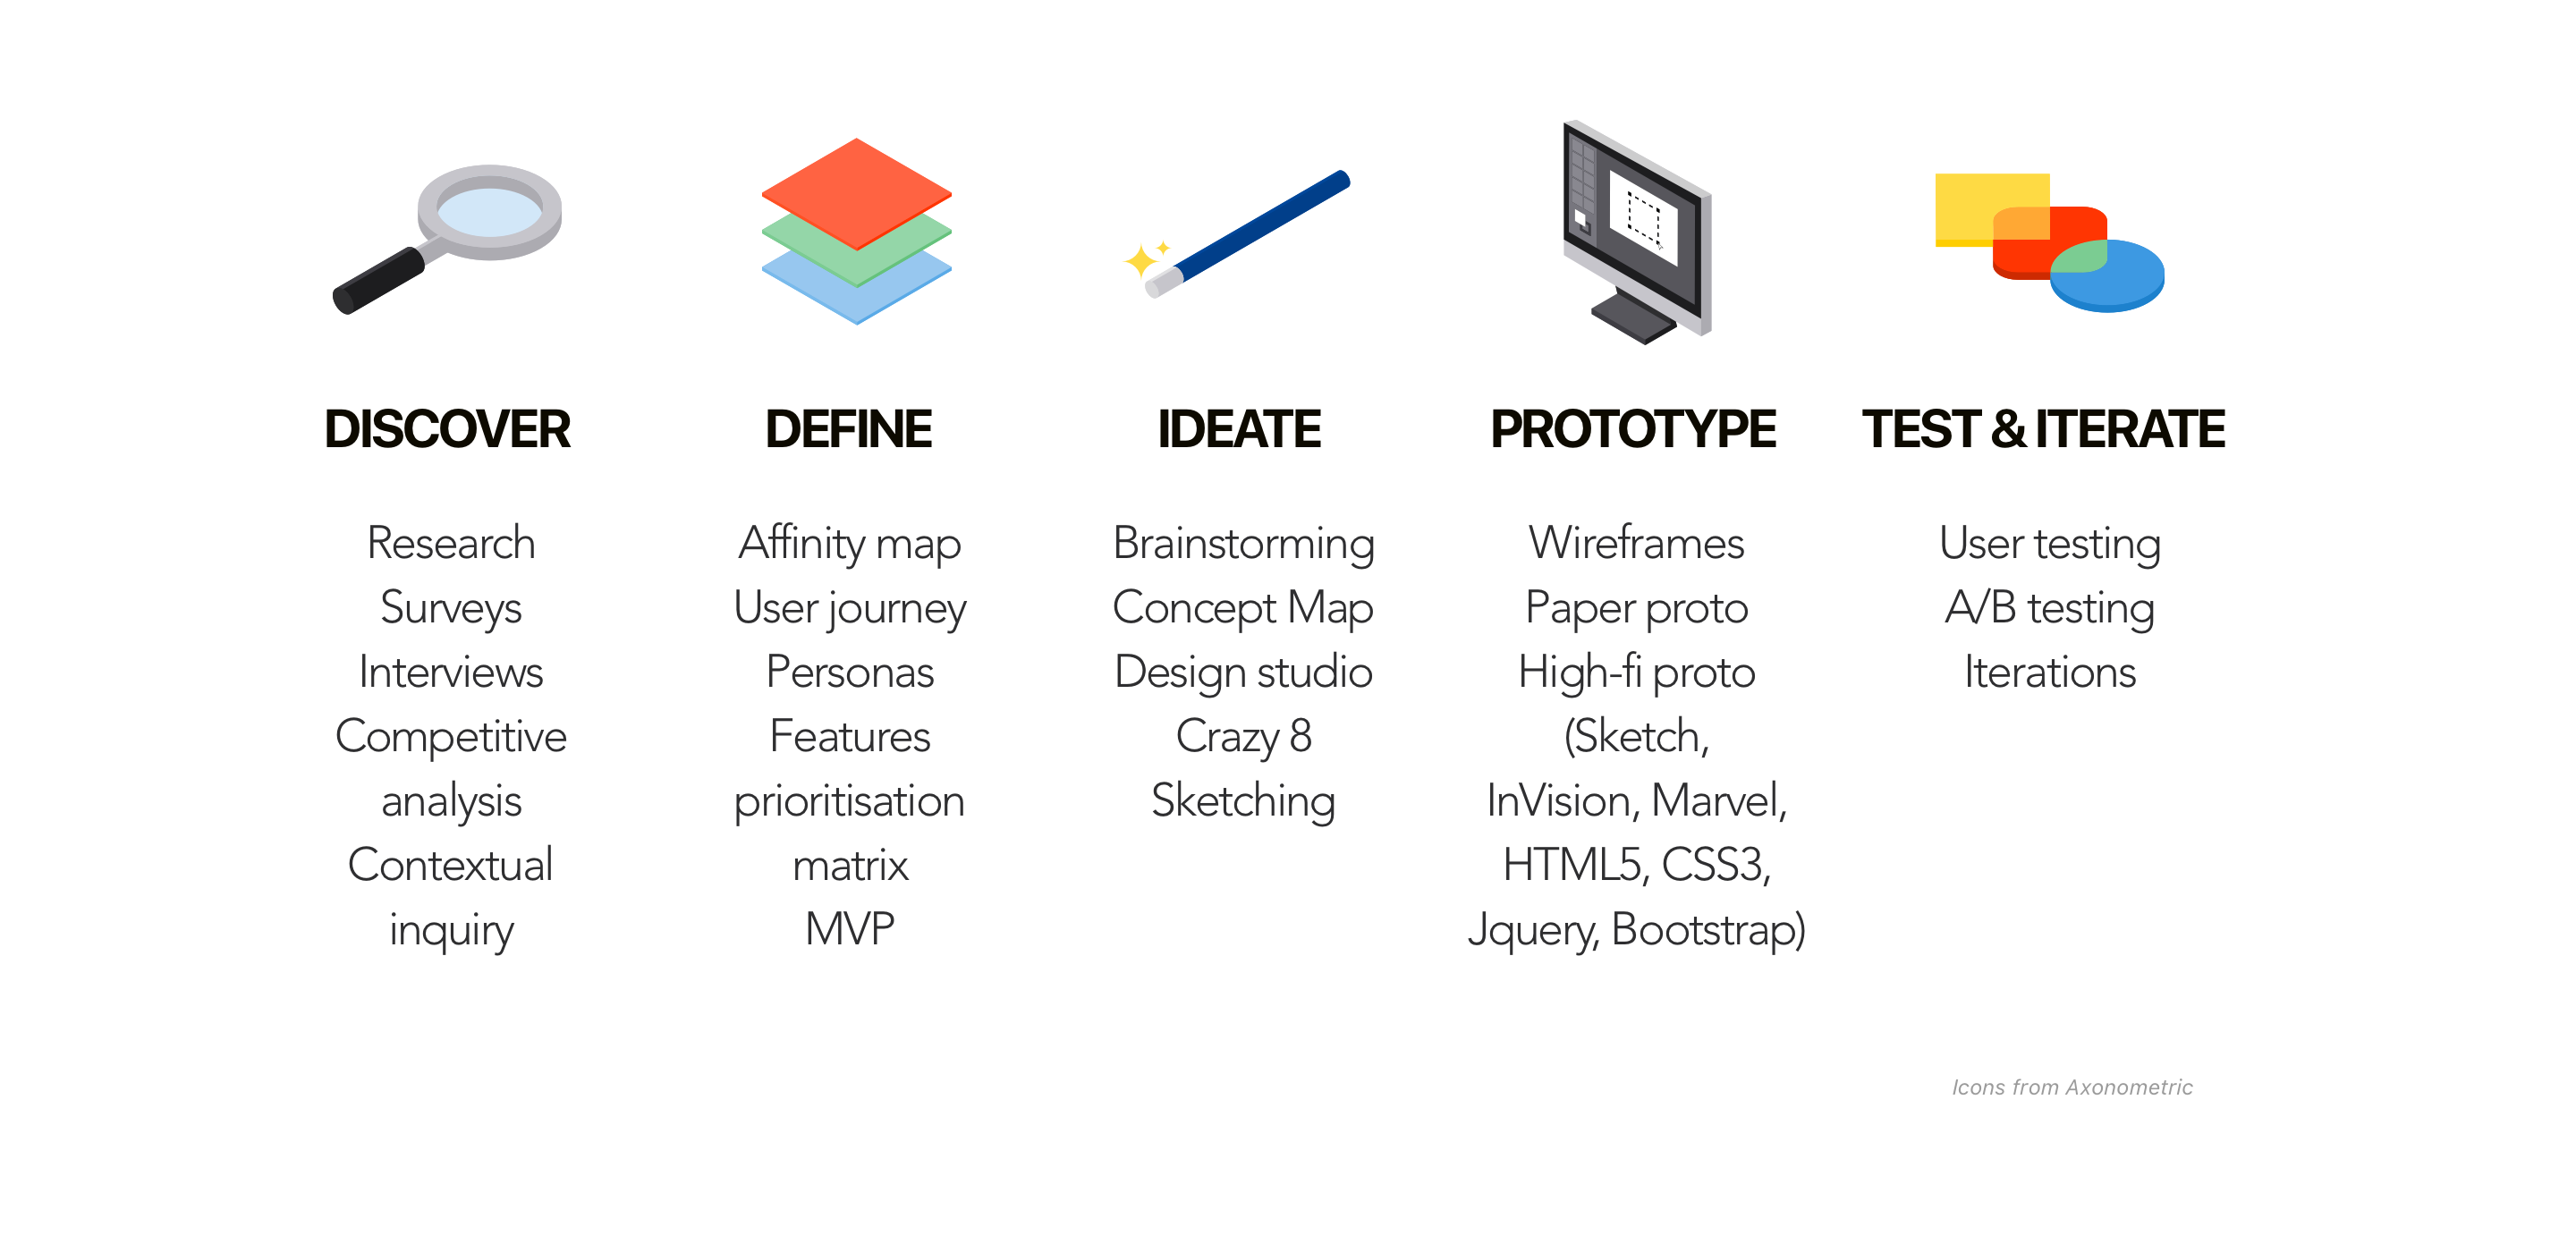 DISCOVER
Research
Surveys
Interviews
Competitive
analysis
Contextual
inquiry
DEFINE
Affinity map
User journey
Personas
Features
prioritisation
matrix
MVP
IDEATE
Brainstorming
Concept Map
Design studio
Crazy 8
Sketching
PROTOTYPE
Wireframes
Paper proto
High-fi proto
(Sketch,
InVision, Marvel,
HTML5, CSS3,
Jquery, Bootstrap)
TEST & ITERATE
User testing
A/B testing
Iterations
Icons from Axonometric